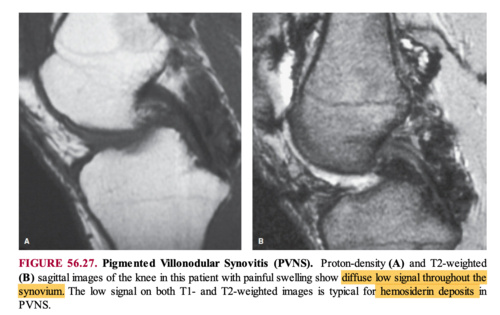 A
B
FIGURE 56.27. Pigmented Villonodular Synovitis (PVNS). Proton-density (A) and T2-weighted
(B) sagittal images of the knee in this patient with painful swelling show diffuse low signal throughout the
synovium. The low signal on both T1- and T2-weighted images is typical for hemosiderin deposits in
PVNS.